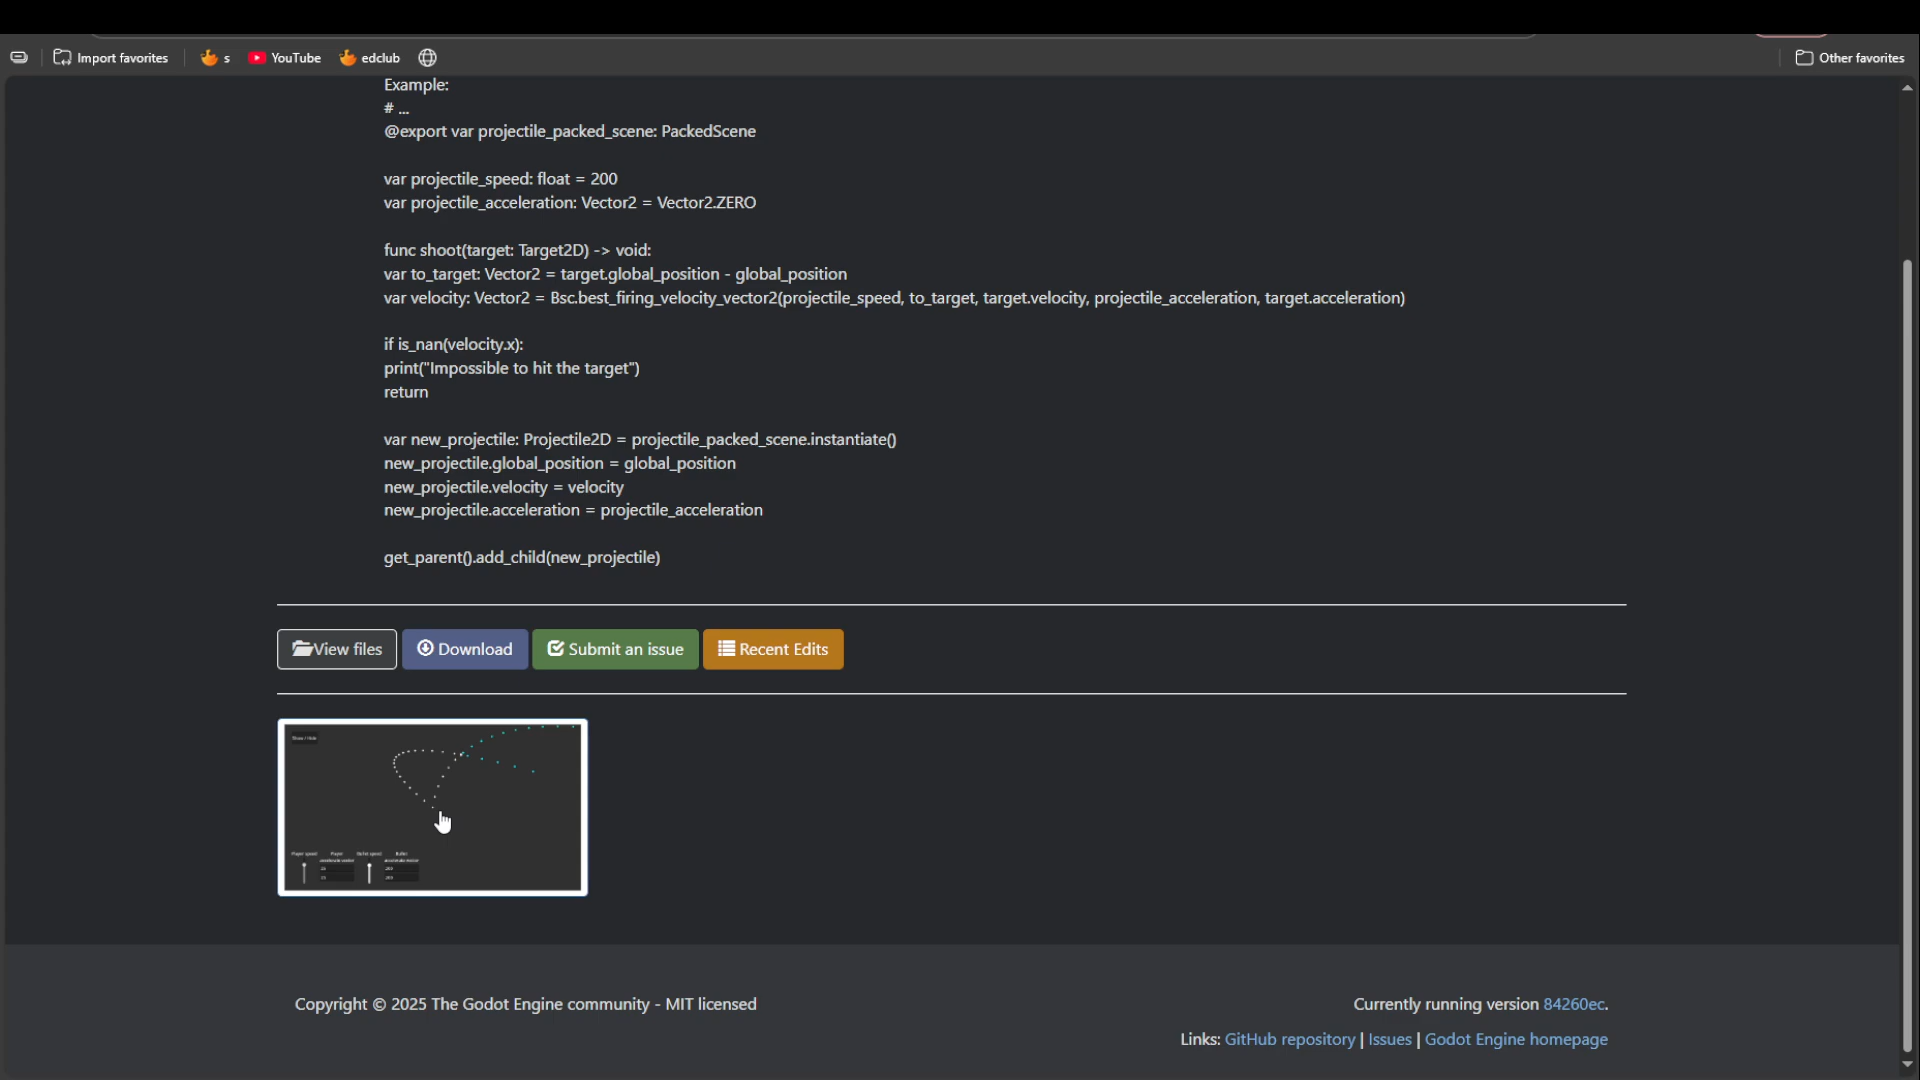 Import favorites
s
YouTube
edclub
Other favorites
Example:
# ...
@export var projectile_packed_scene: PackedScene
var projectile_speed: float = 200
var projectile_acceleration: Vector2 = Vector2.ZERO
func shoot(target: Target2D) -> void:
var to_target: Vector2 = target.global_position - global_position
var velocity: Vector2 = Bsc.best_firing_velocity_vector2(projectile_speed, to_target, target.velocity, projectile_acceleration, target.acceleration)
if is_nan(velocity.x):
print("Impossible to hit the target")
return
var new_projectile: Projectile2D = projectile_packed_scene.instantiate()
new_projectile.global_position = global_position
new_projectile.velocity = velocity
new_projectile.acceleration = projectile_acceleration
get_parent().add_child(new_projectile)
View files
Download
Submit an issue
Recent Edits
Show / Hide
Copyright © 2025 The Godot Engine community - MIT licensed
Currently running version 84260ec.
Links: GitHub repository | Issues | Godot Engine homepage